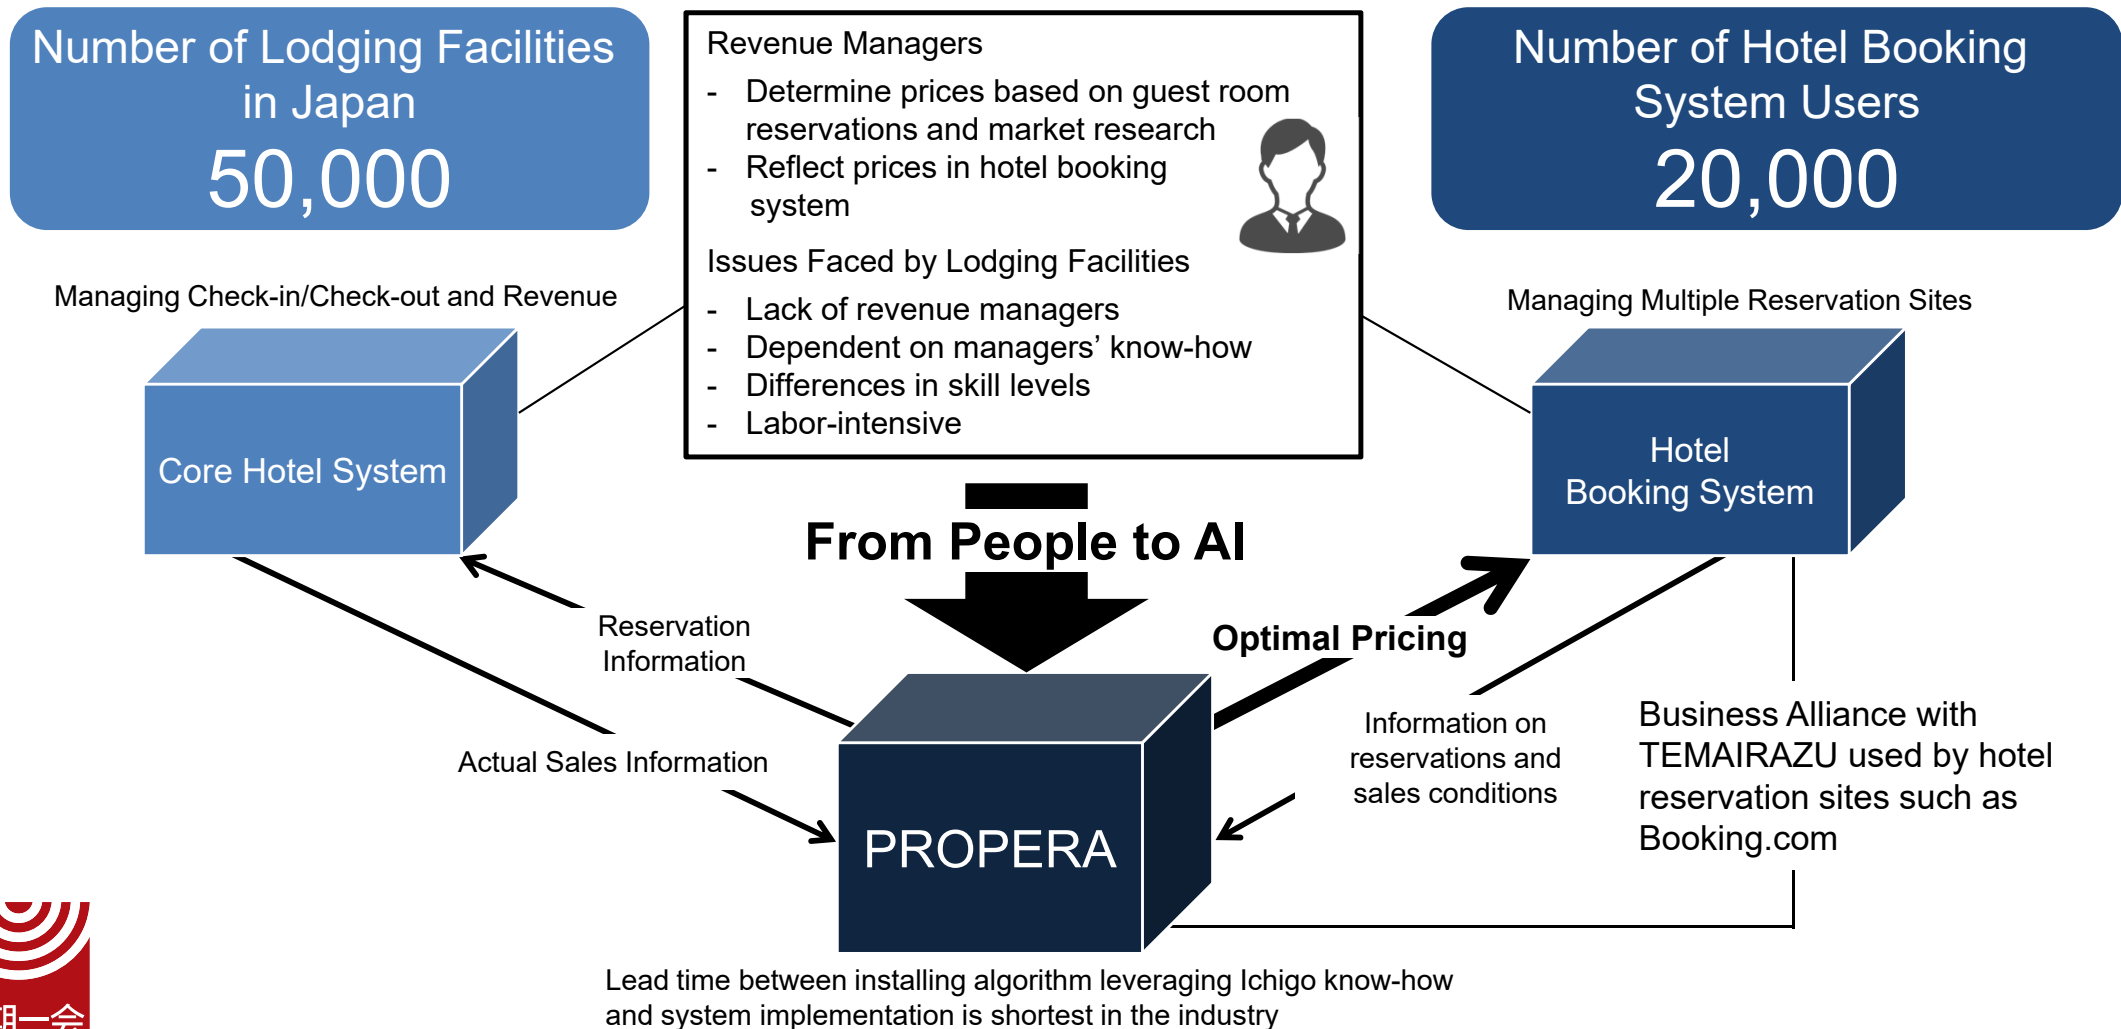 Number of Lodging Facilities
in Japan
50,000
Revenue Managers
- Determine prices based on guest room
reservations and market research
- Reflect prices in hotel booking
system
Issues Faced by Lodging Facilities
- Lack of revenue managers
- Dependent on managers’ know-how
- Differences in skill levels
- Labor-intensive
Number of Hotel Booking
System Users
20,000
Managing Check-in/Check-out and Revenue
Core Hotel System
Managing Multiple Reservation Sites
Hotel
Booking System
From People to AI
Reservation
Information
Actual Sales Information
Optimal Pricing
Information on
reservations and
sales conditions
Business Alliance with
TEMAIRAZU used by hotel
reservation sites such as
Booking.com
PROPERA
Lead time between installing algorithm leveraging Ichigo know-how
and system implementation is shortest in the industry
期一会